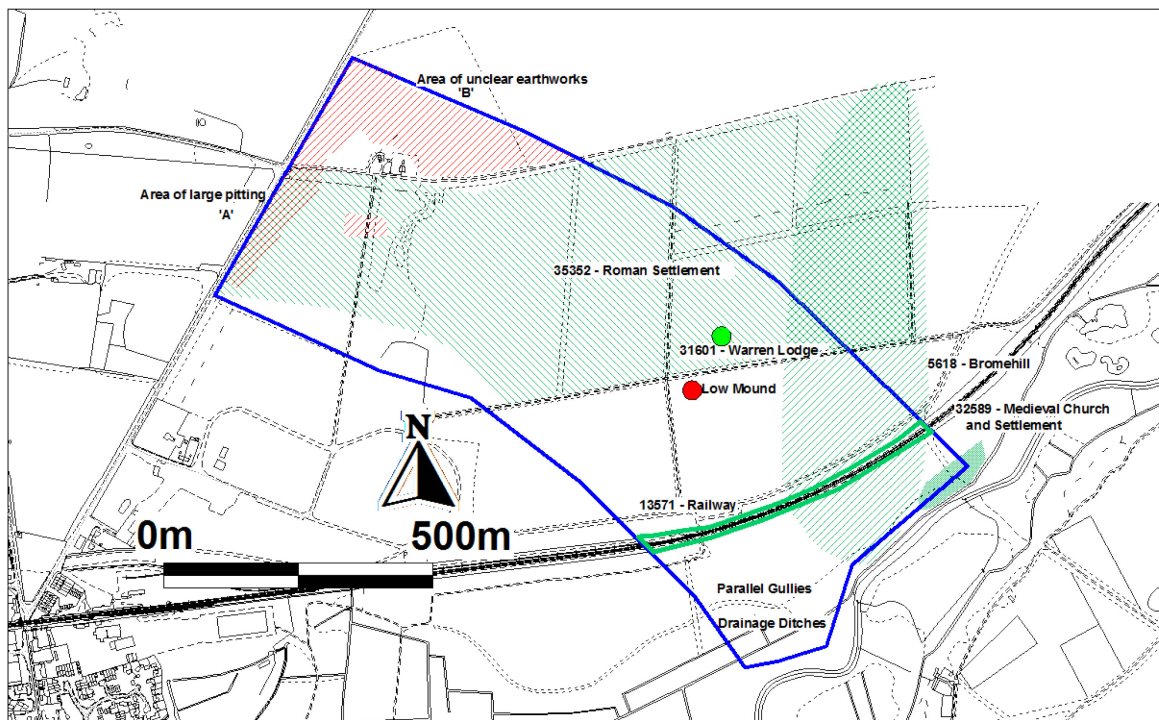 Area of unclear earthworks
'B'
Area of large pitting
'A'
35352 - Roman Settlement
31601 - Warren Lodge
5618 - Bromehill
Low Mound
32589 - Medieval Church
and Settlement
N
13571 - Railway
0m
500m
Parallel Gullies
Drainage Ditches